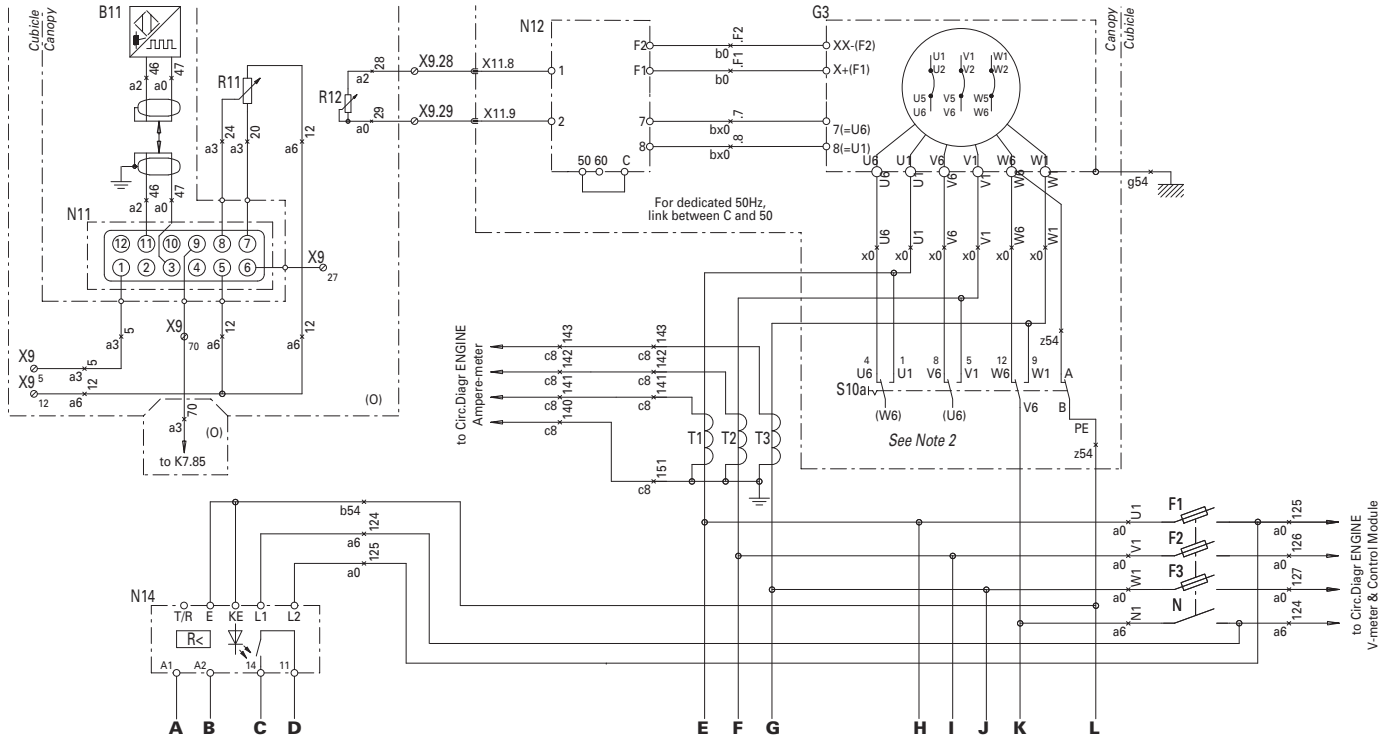 Cubicle
Canopy
B11
46
47
a2
a0
R11
24
20
a3
a3
12
a6
46
47
a2
a0
N11
12 11 10 9 8 7
1 2 3 4 5 6
X9
27
5
a3
X9
70
12
a6
12
a6
X9
5
5
a3
X9
12
12
a6
(O)
70
a3
(O)
to K7.85
R12
28
a2
X9.28
X11.8
29
a0
X9.29
X11.9
N12
1
2
F2
F1
7
8
50 60 C
.F2
b0
.F1
b0
.7
bx0
.8
bx0
For dedicated 50Hz,
link between C and 50
G3
XX-(F2)
X+(F1)
7(=U6)
8(=U1)
U1 V1 W1
U2 V2 W2
U5 V5 W5
U6 V6 W6
U6 U1 V6 V1 W6 W1
U6 U1 V6 V1 W6 W1
U6 U1 V6 V1 W6 W1
x0 x0 x0 x0 x0 x0
Canopy
Cubicle
g54
z54
4 1 8 5 12 9
U6 U1 V6 V1 W6 W1 A
S10a
(W6) (U6) V6 B
PE
See Note 2
z54
to Circ.Diagr ENGINE
Ampere-meter
143 143
c8 c8
142 142
c8 c8
141 141
c8 c8
140
c8
151
c8
T1 T2 T3
b54
124
a6
125
a0
N14
T/R E KE L1 L2
R<
A1 A2 14 11
U1 F1 125
a0 a0
V1 F2 126
a0 a0
W1 F3 127
a0 a0
N1 N 124
a6 a6
to Circ.Diagr ENGINE
V-meter & Control Module
A B C D E F G H I J K L